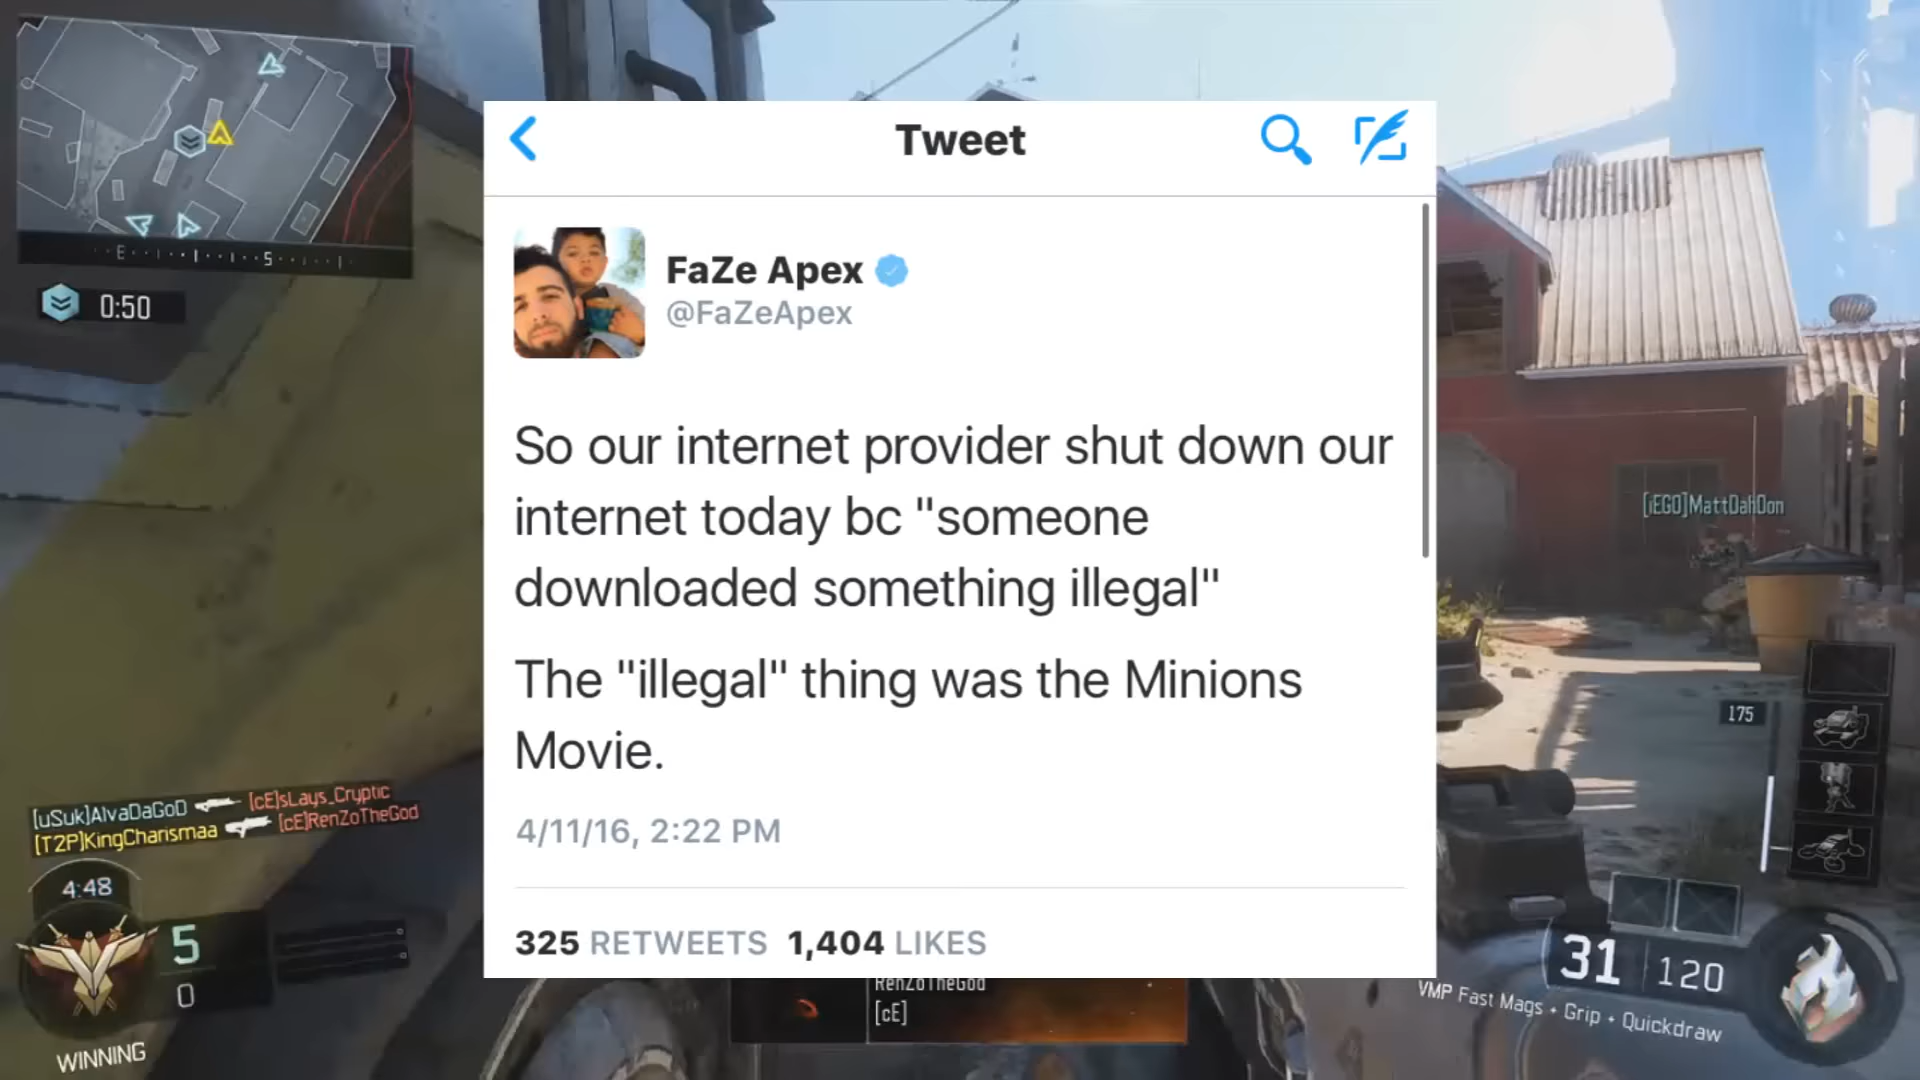 Tweet
FaZe Apex
@FaZeApex
So our internet provider shut down our
internet today bc "someone
downloaded something illegal"
The "illegal" thing was the Minions
Movie.
4/11/16, 2:22 PM
325 RETWEETS 1,404 LIKES
E S
0:50
[iEGO]MattDahDon
175
[uSuk]AlvaDaGoD [cE]sLays_Cryptic
[T2P]KingCharismaa [cE]RenZoTheGod
4:48
5
0
WINNING
RenZoTheGod
[cE]
31 120
VMP Fast Mags + Grip + Quickdraw